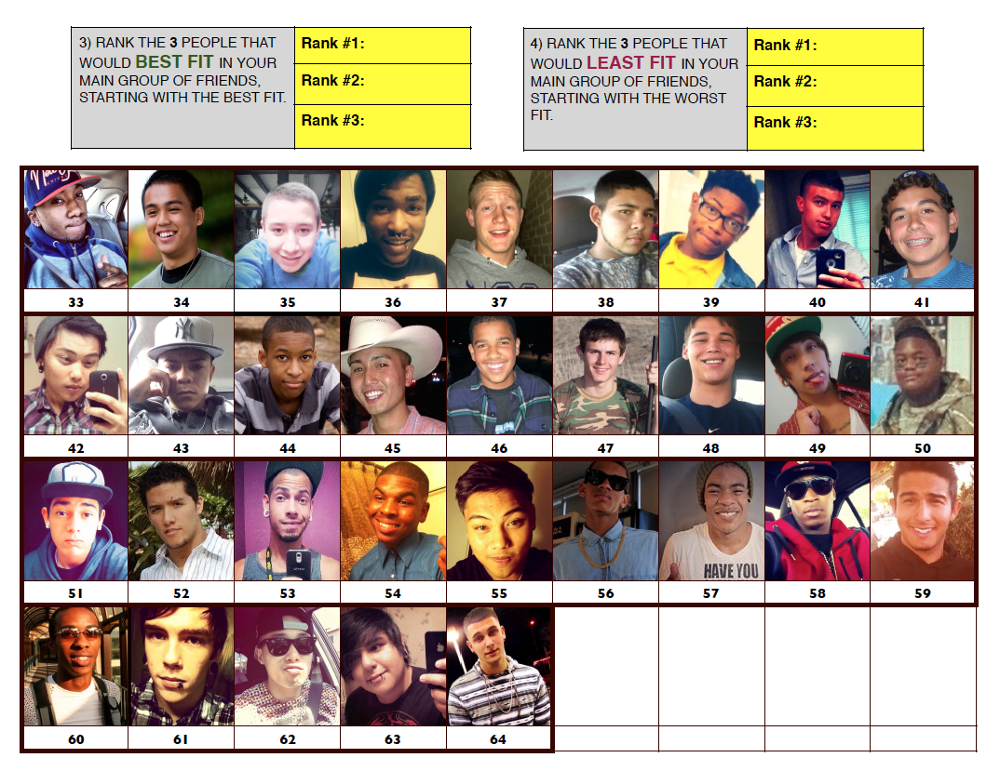 3) RANK THE 3 PEOPLE THAT
WOULD BEST FIT IN YOUR
MAIN GROUP OF FRIENDS,
STARTING WITH THE BEST FIT.
Rank #1:
Rank #2:
Rank #3:
4) RANK THE 3 PEOPLE THAT
WOULD LEAST FIT IN YOUR
MAIN GROUP OF FRIENDS,
STARTING WITH THE WORST
FIT.
Rank #1:
Rank #2:
Rank #3:
33 34 35 36 37 38 39 40 41
42 43 44 45 46 47 48 49 50
HAVE YOU
51 52 53 54 55 56 57 58 59
60 61 62 63 64